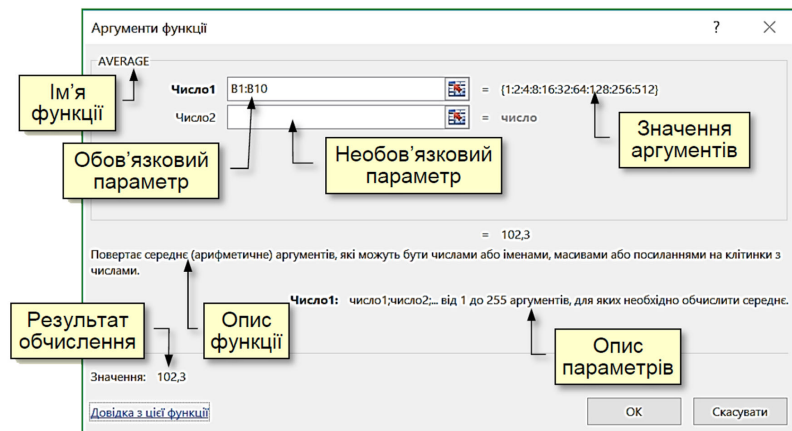 Аргументи функції
?
AVERAGE
Ім’я
функції
Число1 B1:B10 = {1:2:4:8:16:32:64:128:256:512}
Число2 = число
Значення
аргументів
Обов’язковий
параметр
Необов’язковий
параметр
= 102,3
Повертає середнє (арифметичне) аргументів, які можуть бути числами або іменами, масивами або посиланнями на клітинки з
числами.
Число1: число1;число2;... від 1 до 255 аргументів, для яких необхідно обчислити середнє.
Результат
обчислення
Опис
функції
Опис
параметрів
Значення: 102,3
Довідка з цієї функції
ОК
Скасувати